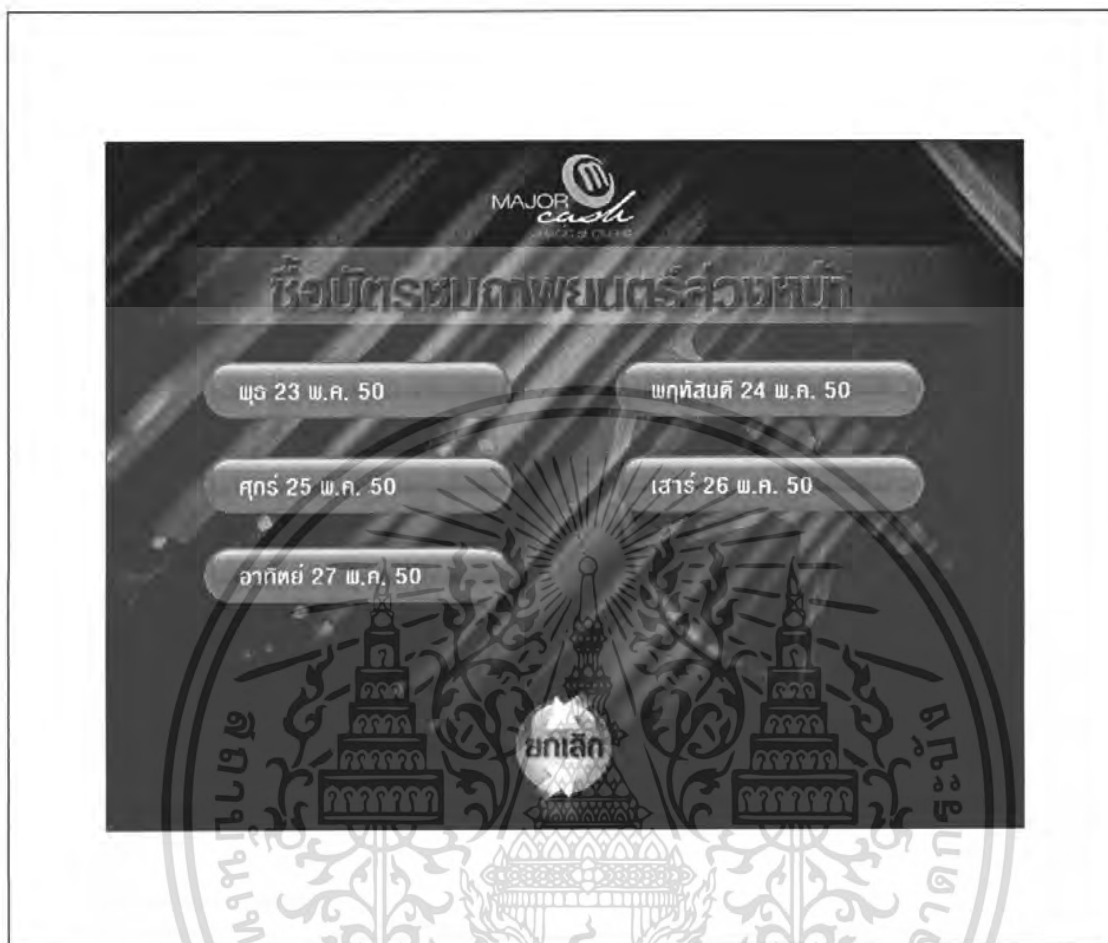 MAJOR
cash
ซื้อบัตรชมภาพยนตร์ล่วงหน้า
พุธ 23 พ.ค. 50
พฤหัสบดี 24 พ.ค. 50
ศุกร์ 25 พ.ค. 50
เสาร์ 26 พ.ค. 50
อาทิตย์ 27 พ.ค. 50
ยกเลิก